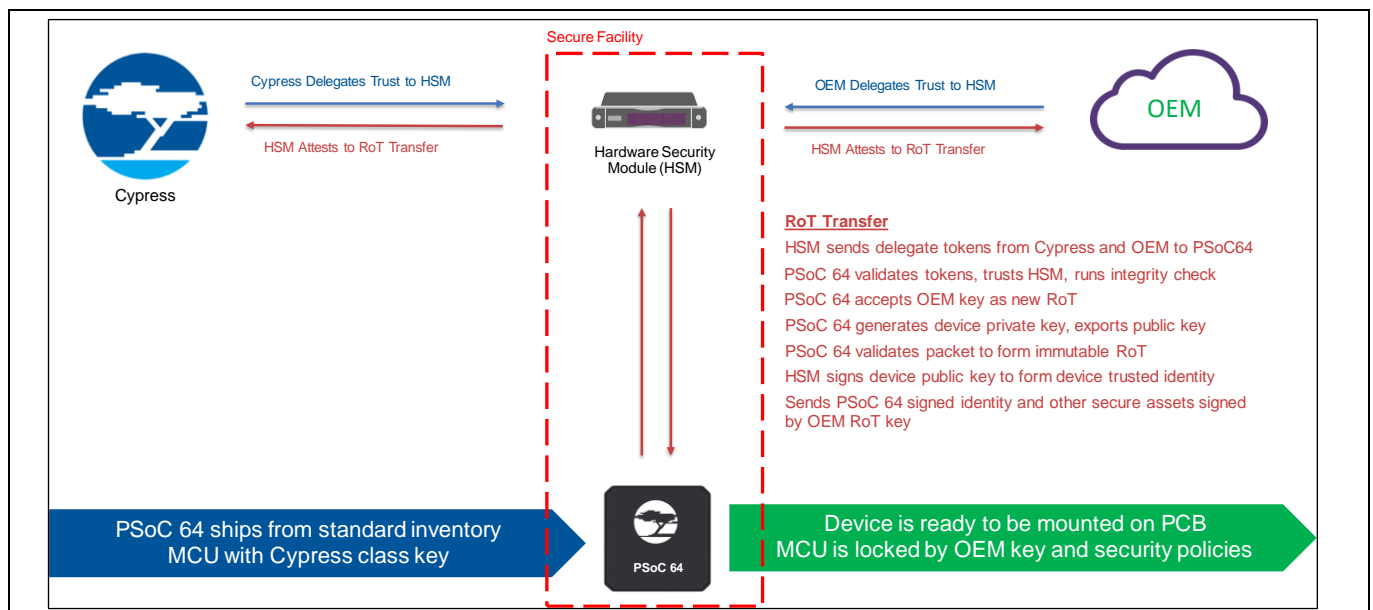 Secure Facility
Cypress Delegates Trust to HSM
HSM Attests to RoT Transfer
Cypress
Hardware Security
Module (HSM)
OEM Delegates Trust to HSM
HSM Attests to RoT Transfer
OEM
RoT Transfer
HSM sends delegate tokens from Cypress and OEM to PSoC64
PSoC 64 validates tokens, trusts HSM, runs integrity check
PSoC 64 accepts OEM key as new RoT
PSoC 64 generates device private key, exports public key
PSoC 64 validates packet to form immutable RoT
HSM signs device public key to form device trusted identity
Sends PSoC 64 signed identity and other secure assets signed
by OEM RoT key
PSoC 64 ships from standard inventory
MCU with Cypress class key
PSoC 64
Device is ready to be mounted on PCB
MCU is locked by OEM key and security policies